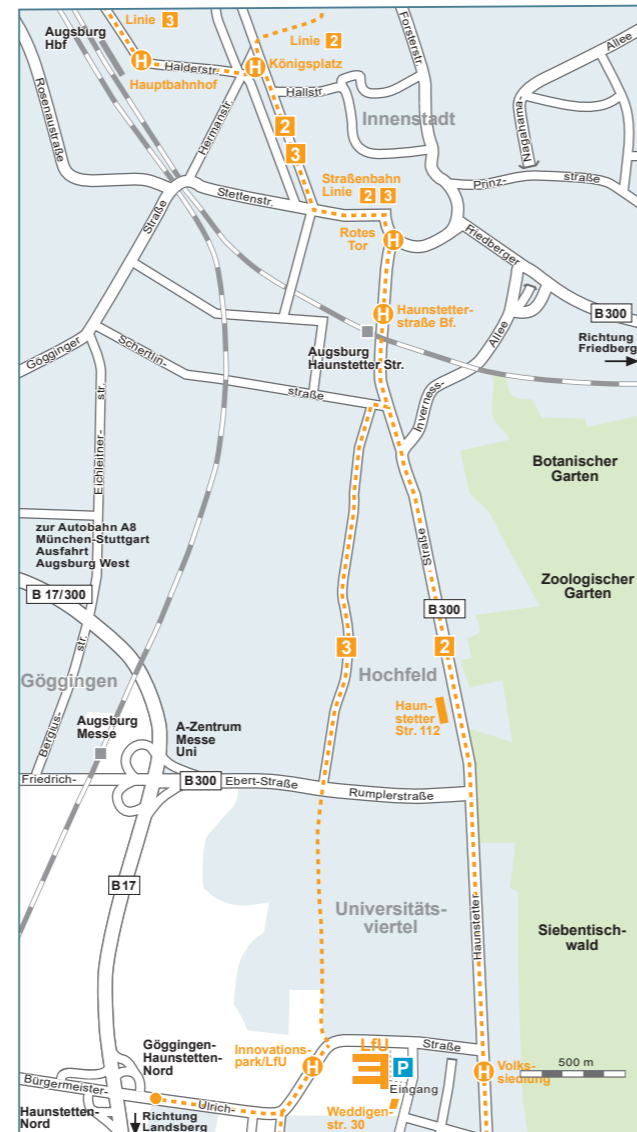 Linie 3
Augsburg
Hbf
Linie 2
Königsplatz
Halderstr.
Hauptbahnhof
Hallstr.
Forsterstr.
Allee
Nagahama-
Innenstadt
Rosenaustraße
Hermanstr.
2
3
Straßenbahn
Linie 2 3
Prinz-
straße
Stettenstr.
Straße
Rotes
Tor
Friedberger
B300
Haunstetter-
straße Bf.
Richtung
Friedberg
Augsburg
Haunstetter Str.
Allee
Inverness-
Gögginger
Schertlin-
straße
Eichleitner-
str.
Botanischer
Garten
zur Autobahn A8
München-Stuttgart
Ausfahrt
Augsburg West
Straße
Zoologischer
Garten
B 17/300
B300
3
2
str.
Göggingen
Hochfeld
Haun-
stetter
Str. 112
Augsburg
Messe
A-Zentrum
Messe
Uni
Bergius-
Friedrich-
B300
Ebert-Straße
Rumplerstraße
B17
Universitäts-
viertel
Haunstetter
Siebentisch-
wald
Göggingen-
Haunstetten-
Nord
Innovations-
park/LfU
LfU
Straße
P
Eingang
Volks-
siedlung
500 m
Bürgermeister-
Ulrich-
Weddigen-
str. 30
Haunstetten-
Nord
Richtung
Landsberg
H
H
H
H
H
H